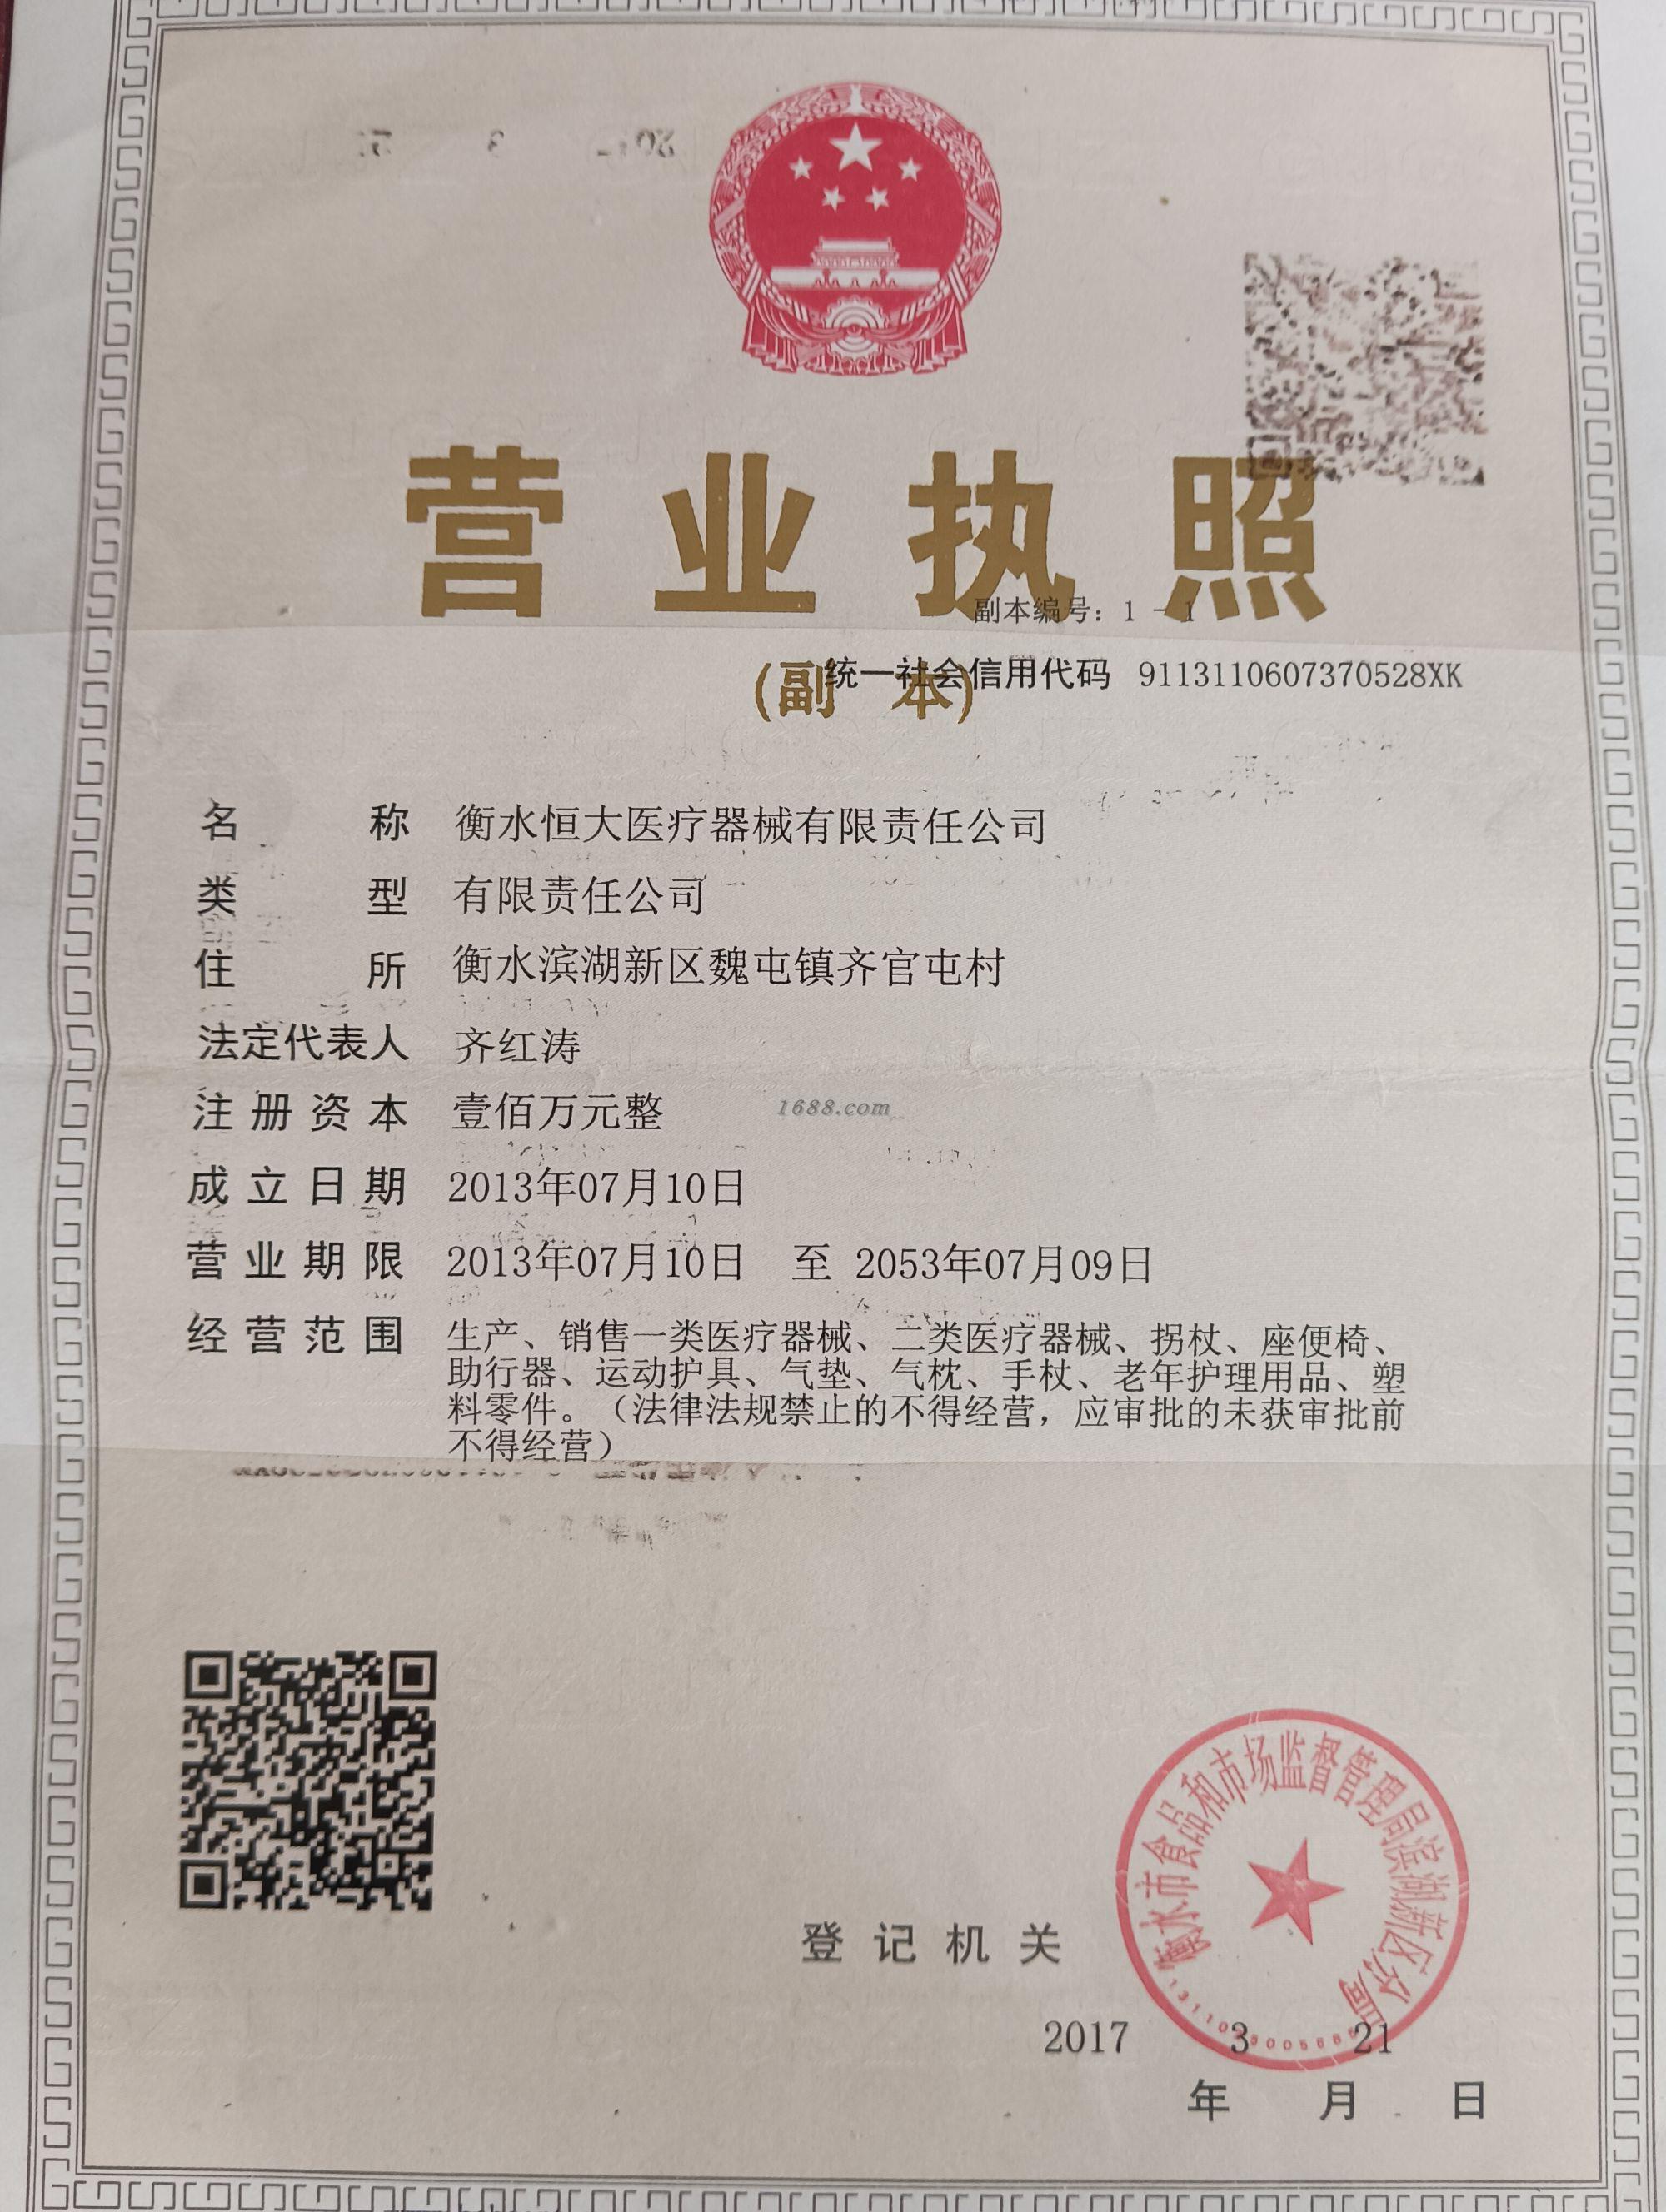 营业执照
副本编号：1－1
(副 本)
统一社会信用代码 9113110607370528XK
名称 衡水恒大医疗器械有限责任公司
类型 有限责任公司
住所 衡水滨湖新区魏屯镇齐官屯村
法定代表人 齐红涛
注册资本 壹佰万元整
1688.com
成立日期 2013年07月10日
营业期限 2013年07月10日 至 2053年07月09日
经营范围 生产、销售一类医疗器械、二类医疗器械、拐杖、座便椅、
助行器、运动护具、气垫、气枕、手杖、老年护理用品、塑
料零件。（法律法规禁止的不得经营，应审批的未获审批前
不得经营）
衡水市食品和市场监督管理局滨湖新区分局
登记机关
2017 3 21
年 月 日